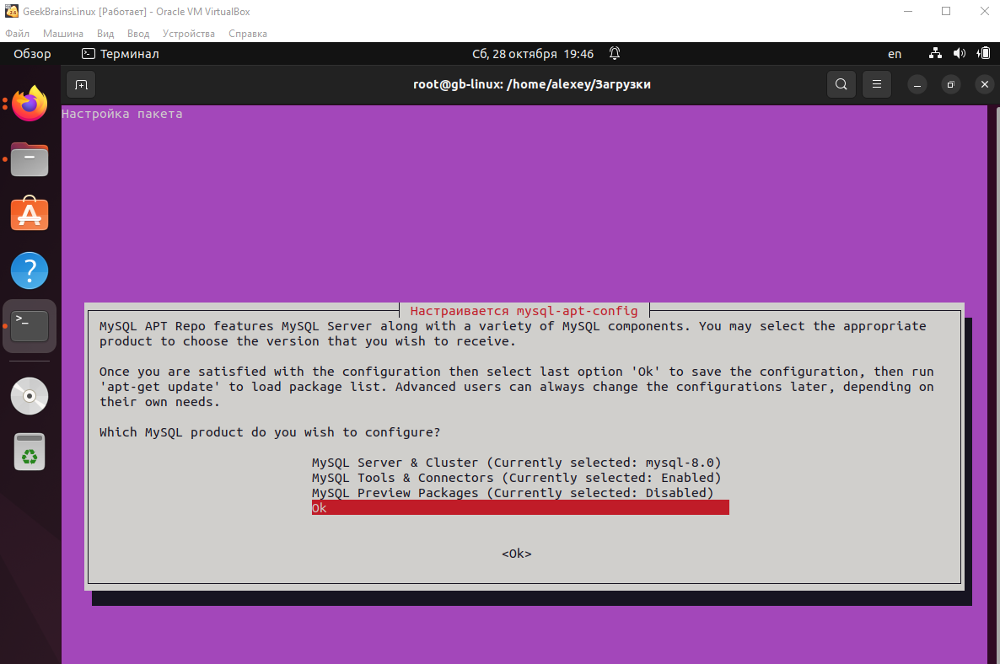 GeekBrainsLinux [Работает] - Oracle VM VirtualBox
Файл Машина Вид Ввод Устройства Справка
Обзор Терминал Сб, 28 октября 19:46 en
root@gb-linux: /home/alexey/Загрузки
Настройка пакета
Настраивается mysql-apt-config
MySQL APT Repo features MySQL Server along with a variety of MySQL components. You may select the appropriate
product to choose the version that you wish to receive.
Once you are satisfied with the configuration then select last option 'Ok' to save the configuration, then run
'apt-get update' to load package list. Advanced users can always change the configurations later, depending on
their own needs.
Which MySQL product do you wish to configure?
MySQL Server & Cluster (Currently selected: mysql-8.0)
MySQL Tools & Connectors (Currently selected: Enabled)
MySQL Preview Packages (Currently selected: Disabled)
Ok
<Ok>